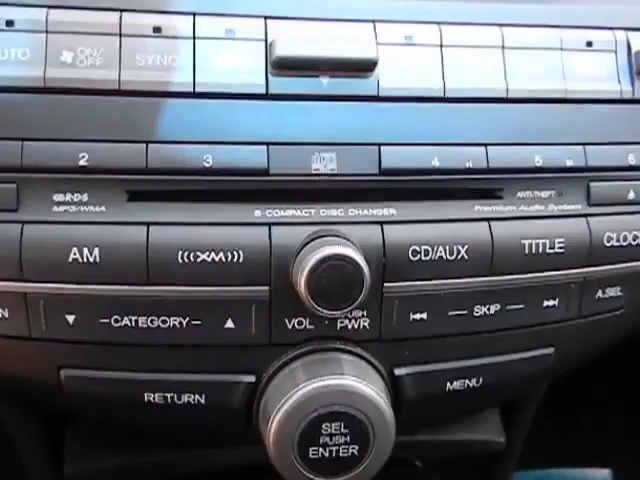 AUTO ON/OFF SYNC
2 3 4 5 6
R·D·S
MP3/WMA
ANTI-THEFT
6-COMPACT DISC CHANGER Premium Audio System
AM (((XM))) CD/AUX TITLE CLOCK
CATEGORY VOL PUSH PWR SKIP A.SEL
RETURN MENU
SEL
PUSH
ENTER